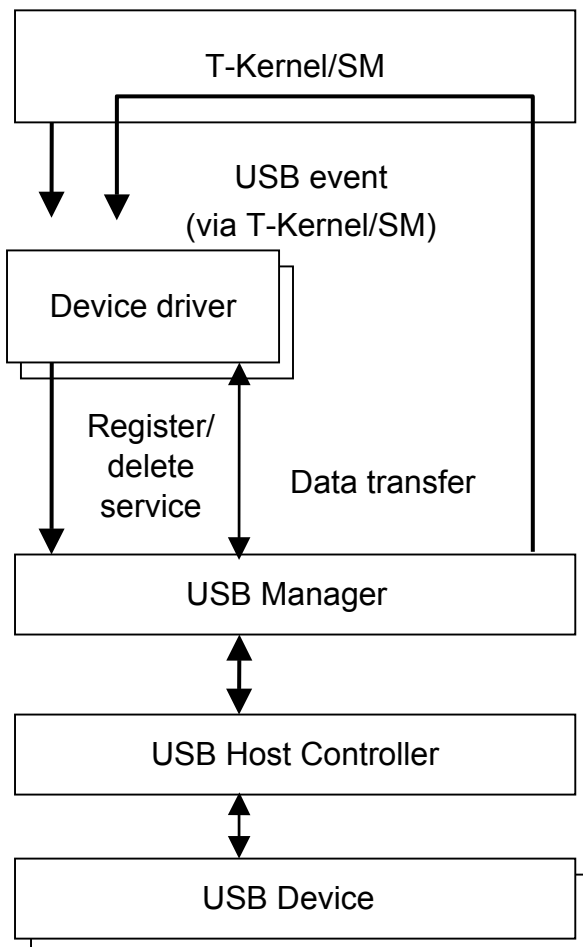 T-Kernel/SM
USB event
(via T-Kernel/SM)
Device driver
Register/
delete
service
Data transfer
USB Manager
USB Host Controller
USB Device